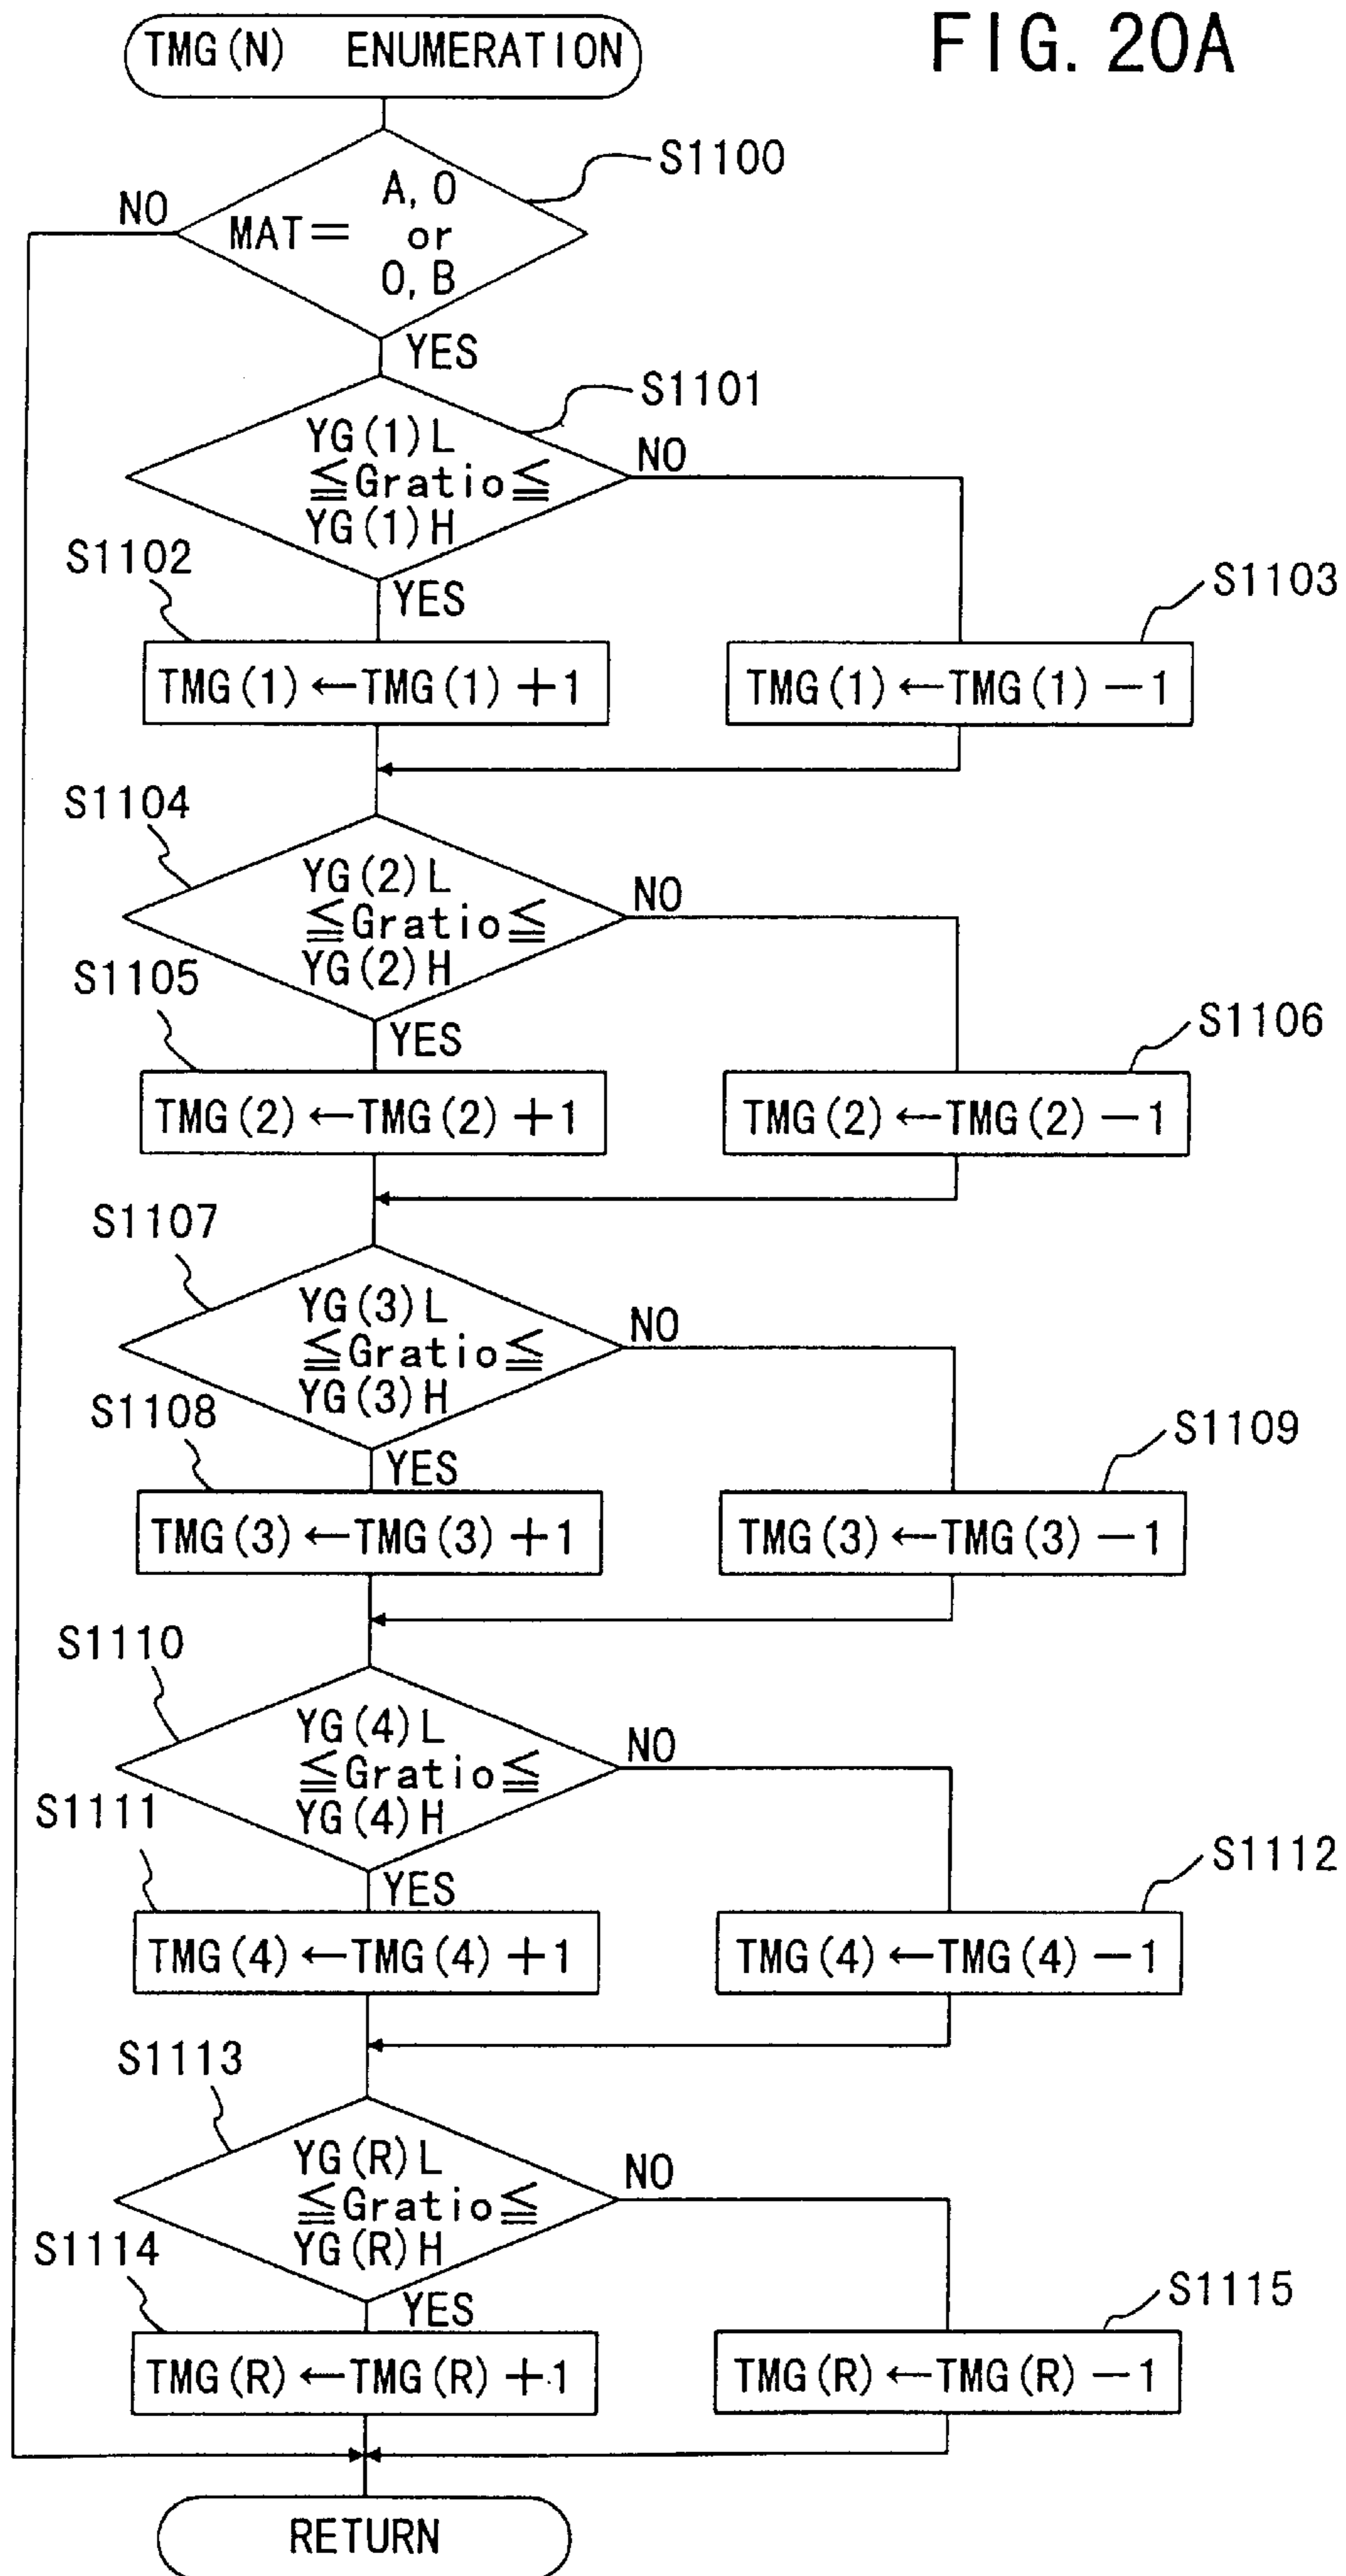 FIG. 20A
TMG(N) ENUMERATION
S1100
NO
MAT=
A, O
or
O, B
YES
S1101
YG(1)L
≦Gratio≦
YG(1)H
NO
S1102
YES
S1103
TMG(1)←TMG(1)+1
TMG(1)←TMG(1)−1
S1104
YG(2)L
≦Gratio≦
YG(2)H
NO
S1105
YES
S1106
TMG(2)←TMG(2)+1
TMG(2)←TMG(2)−1
S1107
YG(3)L
≦Gratio≦
YG(3)H
NO
S1108
YES
S1109
TMG(3)←TMG(3)+1
TMG(3)←TMG(3)−1
S1110
YG(4)L
≦Gratio≦
YG(4)H
NO
S1111
YES
S1112
TMG(4)←TMG(4)+1
TMG(4)←TMG(4)−1
S1113
YG(R)L
≦Gratio≦
YG(R)H
NO
S1114
YES
S1115
TMG(R)←TMG(R)+1
TMG(R)←TMG(R)−1
RETURN